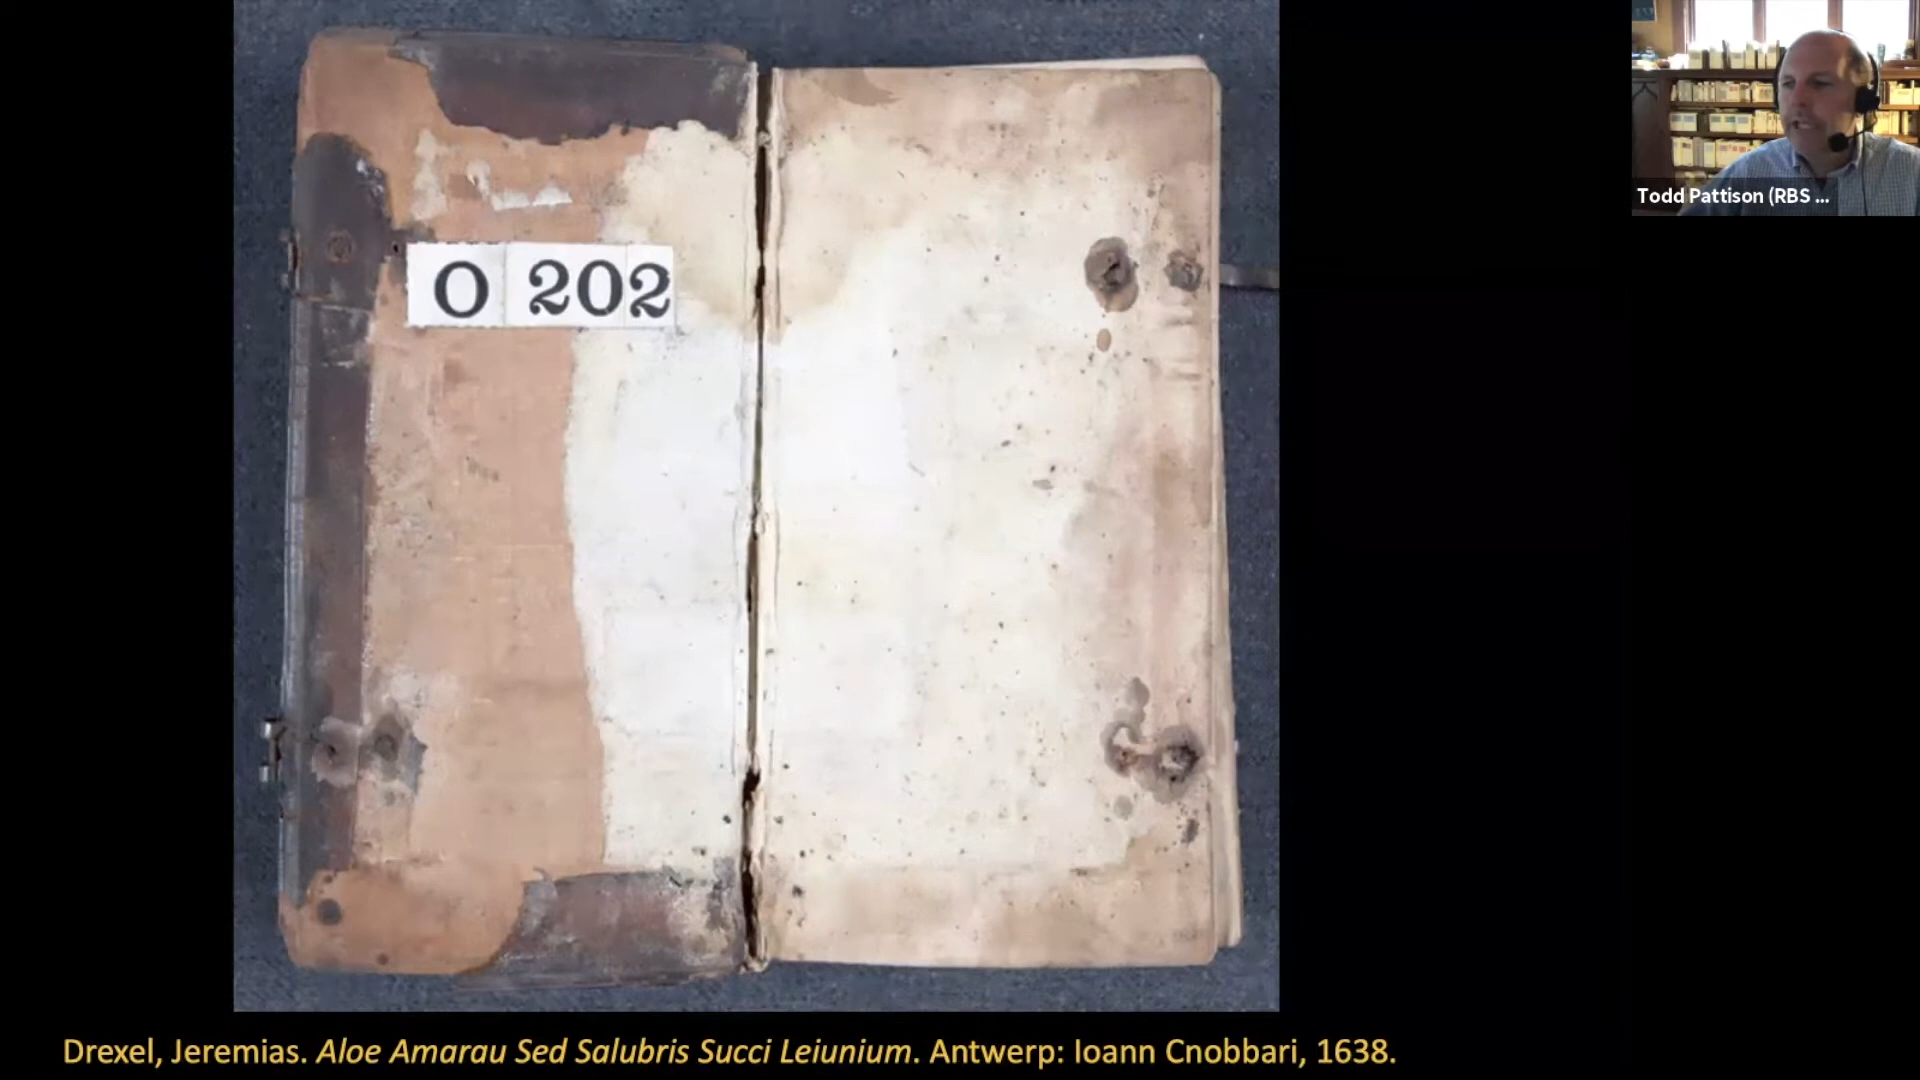 O 202
Todd Pattison (RBS ...
Drexel, Jeremias. Aloe Amarau Sed Salubris Succi Leiunium. Antwerp: Ioann Cnobbari, 1638.